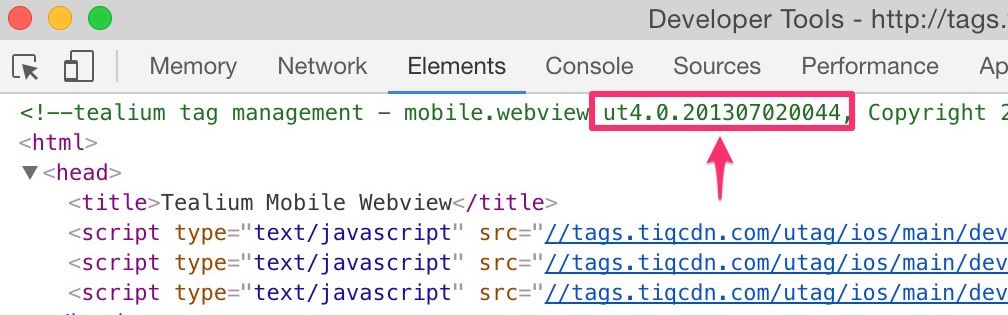 Developer Tools - http://tags.
Memory Network Elements Console Sources Performance Ap
<!--tealium tag management - mobile.webview ut4.0.201307020044, Copyright 2
<html>
<head>
<title>Tealium Mobile Webview</title>
<script type="text/javascript" src="//tags.tiqcdn.com/utag/ios/main/dev
<script type="text/javascript" src="//tags.tiqcdn.com/utag/ios/main/dev
<script type="text/javascript" src="//tags.tiqcdn.com/utag/ios/main/dev